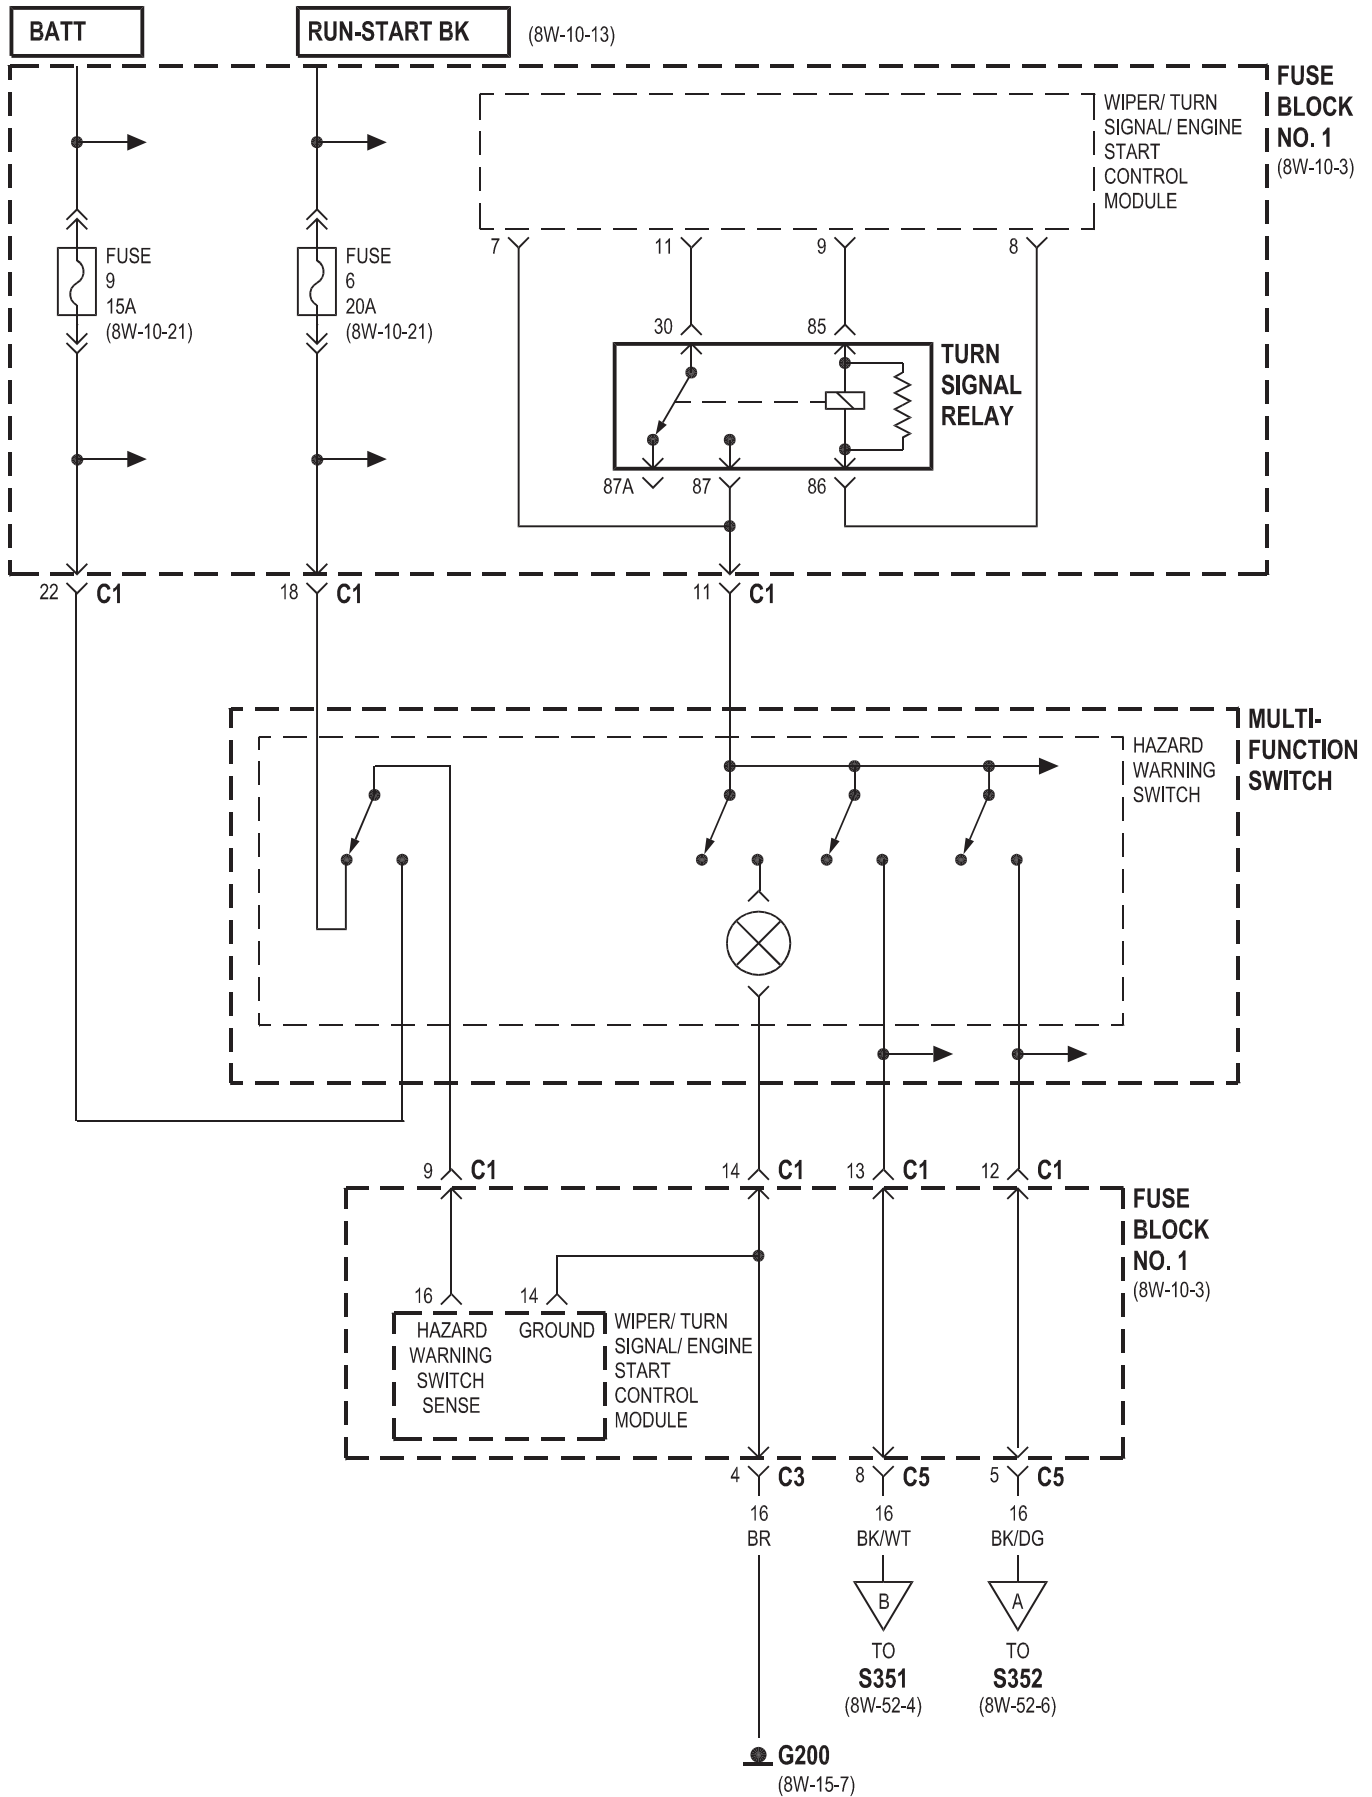 BATT
RUN-START BK
(8W-10-13)
FUSE
BLOCK
NO. 1
(8W-10-3)
WIPER/ TURN
SIGNAL/ ENGINE
START
CONTROL
MODULE
7
11
9
8
FUSE
9
15A
(8W-10-21)
FUSE
6
20A
(8W-10-21)
30
85
TURN
SIGNAL
RELAY
87A
87
86
22
C1
18
C1
11
C1
MULTI-
FUNCTION
SWITCH
HAZARD
WARNING
SWITCH
9
C1
14
C1
13
C1
12
C1
FUSE
BLOCK
NO. 1
(8W-10-3)
16
14
HAZARD
WARNING
SWITCH
SENSE
GROUND
WIPER/ TURN
SIGNAL/ ENGINE
START
CONTROL
MODULE
4
C3
8
C5
5
C5
16
BR
16
BK/WT
16
BK/DG
B
A
TO
S351
(8W-52-4)
TO
S352
(8W-52-6)
G200
(8W-15-7)